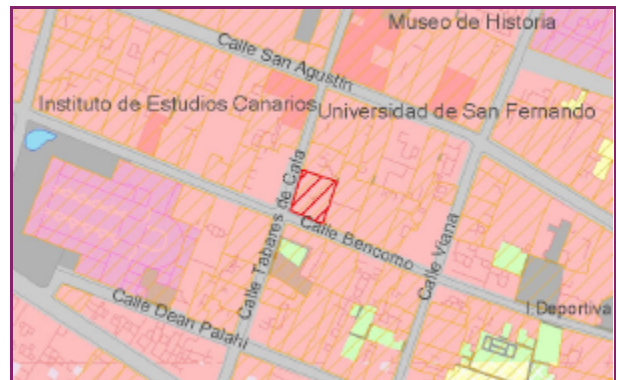 Museo de Historia
Calle San Agustín
Instituto de Estudios Canarios
Universidad de San Fernando
Calle Tabares de Cala
Calle Bencomo
Calle Viana
I.Deportiva
Calle Dean Palahi